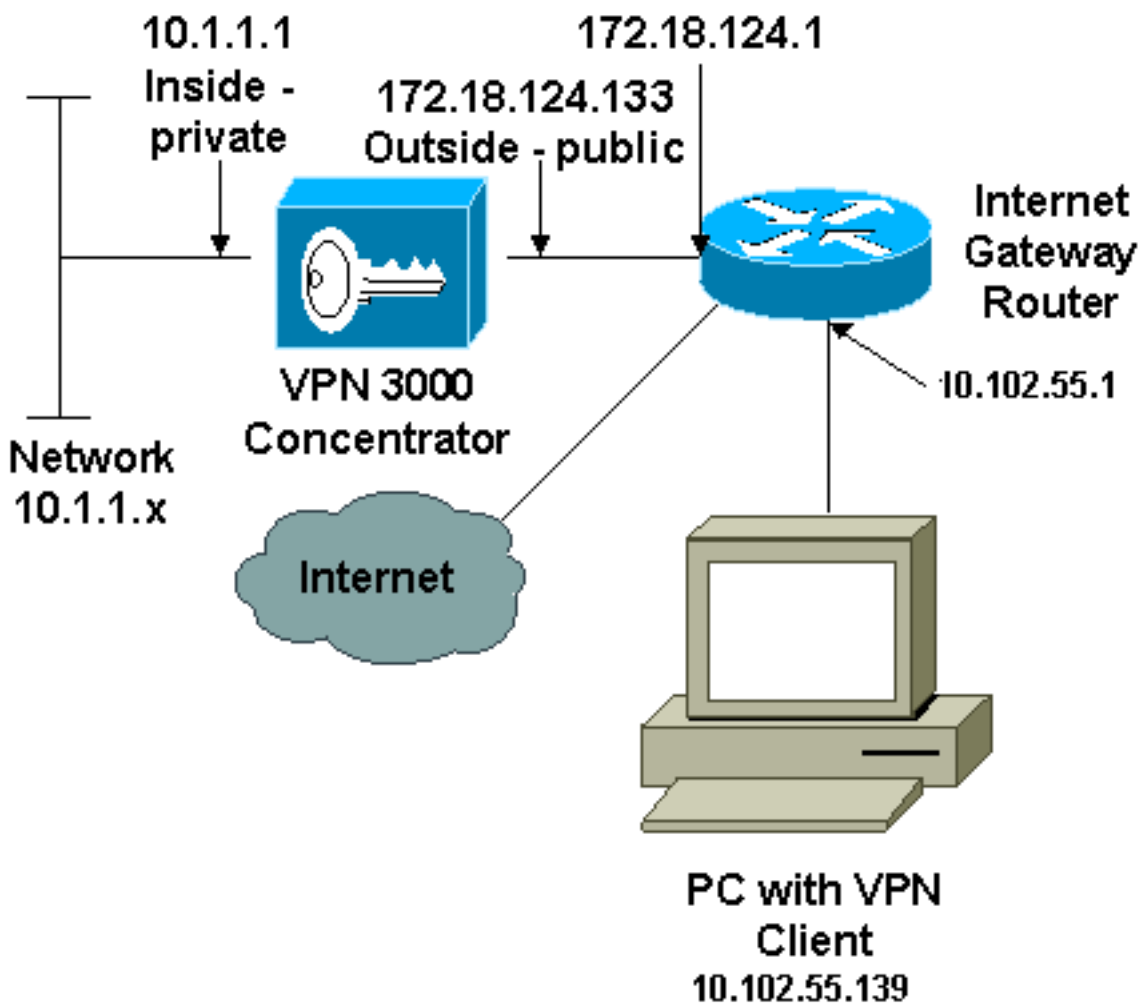 10.1.1.1
Inside -
private
172.18.124.133
Outside - public
172.18.124.1
Internet
Gateway
Router
10.102.55.1
VPN 3000
Concentrator
Network
10.1.1.x
Internet
PC with VPN
Client
10.102.55.139